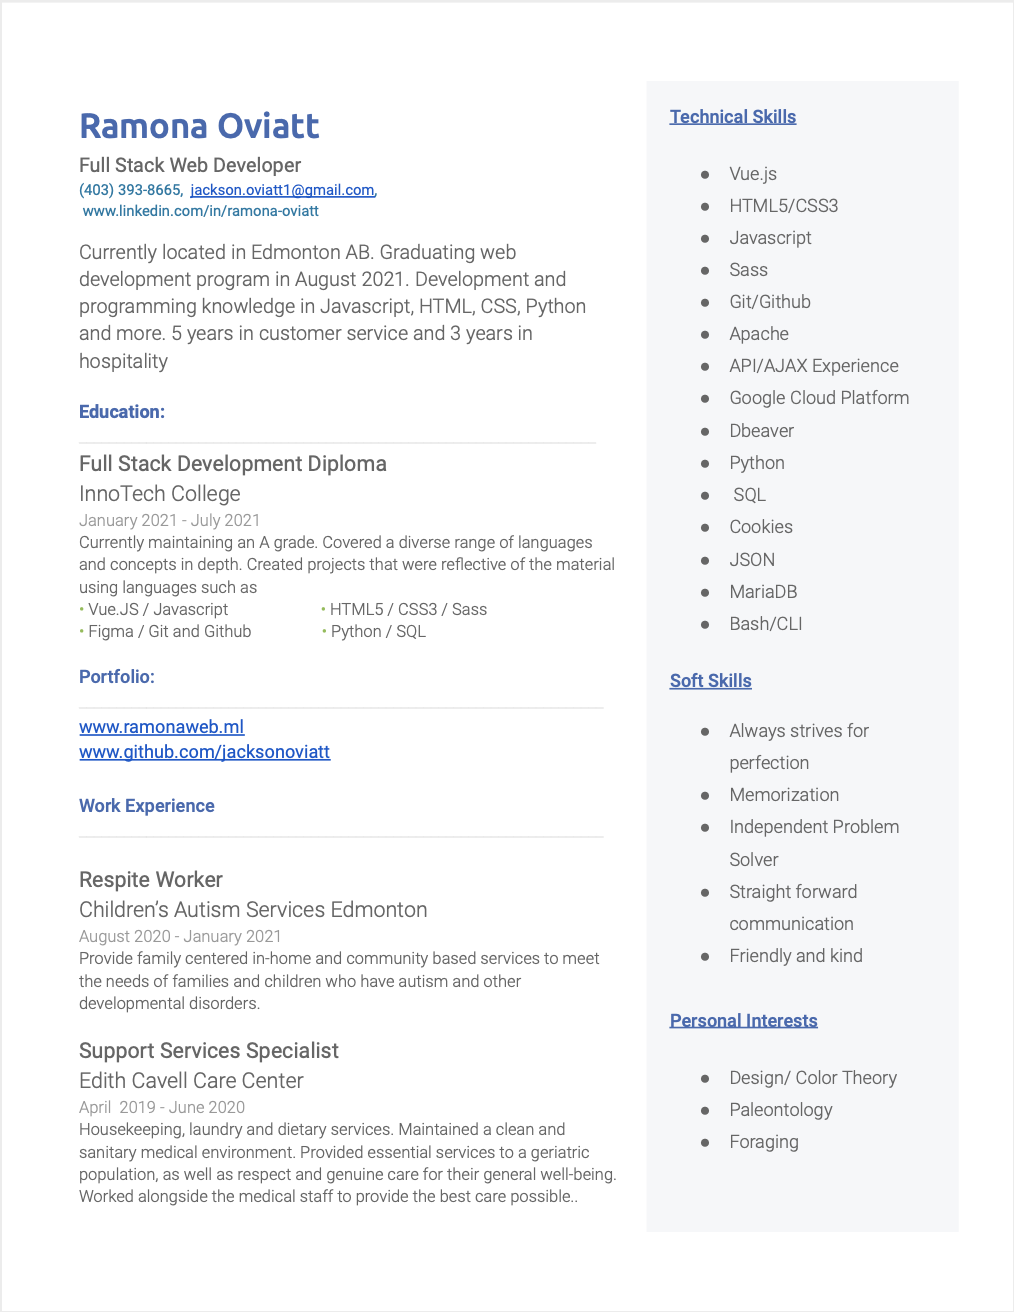 Ramona Oviatt
Full Stack Web Developer
(403) 393-8665, jackson.oviatt1@gmail.com,
www.linkedin.com/in/ramona-oviatt
Currently located in Edmonton AB. Graduating web
development program in August 2021. Development and
programming knowledge in Javascript, HTML, CSS, Python
and more. 5 years in customer service and 3 years in
hospitality
Education:
Full Stack Development Diploma
InnoTech College
January 2021 - July 2021
Currently maintaining an A grade. Covered a diverse range of languages
and concepts in depth. Created projects that were reflective of the material
using languages such as
• Vue.JS / Javascript • HTML5 / CSS3 / Sass
• Figma / Git and Github • Python / SQL
Portfolio:
www.ramonaweb.ml
www.github.com/jacksonoviatt
Work Experience
Respite Worker
Children’s Autism Services Edmonton
August 2020 - January 2021
Provide family centered in-home and community based services to meet
the needs of families and children who have autism and other
developmental disorders.
Support Services Specialist
Edith Cavell Care Center
April 2019 - June 2020
Housekeeping, laundry and dietary services. Maintained a clean and
sanitary medical environment. Provided essential services to a geriatric
population, as well as respect and genuine care for their general well-being.
Worked alongside the medical staff to provide the best care possible..
Technical Skills
● Vue.js
● HTML5/CSS3
● Javascript
● Sass
● Git/Github
● Apache
● API/AJAX Experience
● Google Cloud Platform
● Dbeaver
● Python
● SQL
● Cookies
● JSON
● MariaDB
● Bash/CLI
Soft Skills
● Always strives for
perfection
● Memorization
● Independent Problem
Solver
● Straight forward
communication
● Friendly and kind
Personal Interests
● Design/ Color Theory
● Paleontology
● Foraging